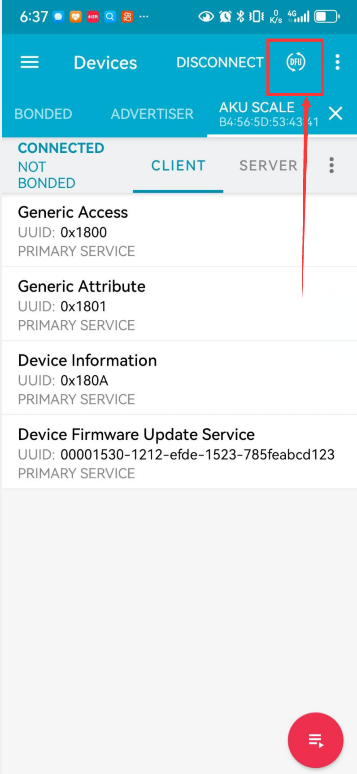 6:37
0
K/s
4G
Devices
DISCONNECT
DFU
BONDED
ADVERTISER
AKU SCALE
B4:56:5D:53:43:41
CONNECTED
NOT
BONDED
CLIENT
SERVER
Generic Access
UUID: 0x1800
PRIMARY SERVICE
Generic Attribute
UUID: 0x1801
PRIMARY SERVICE
Device Information
UUID: 0x180A
PRIMARY SERVICE
Device Firmware Update Service
UUID: 00001530-1212-efde-1523-785feabcd123
PRIMARY SERVICE